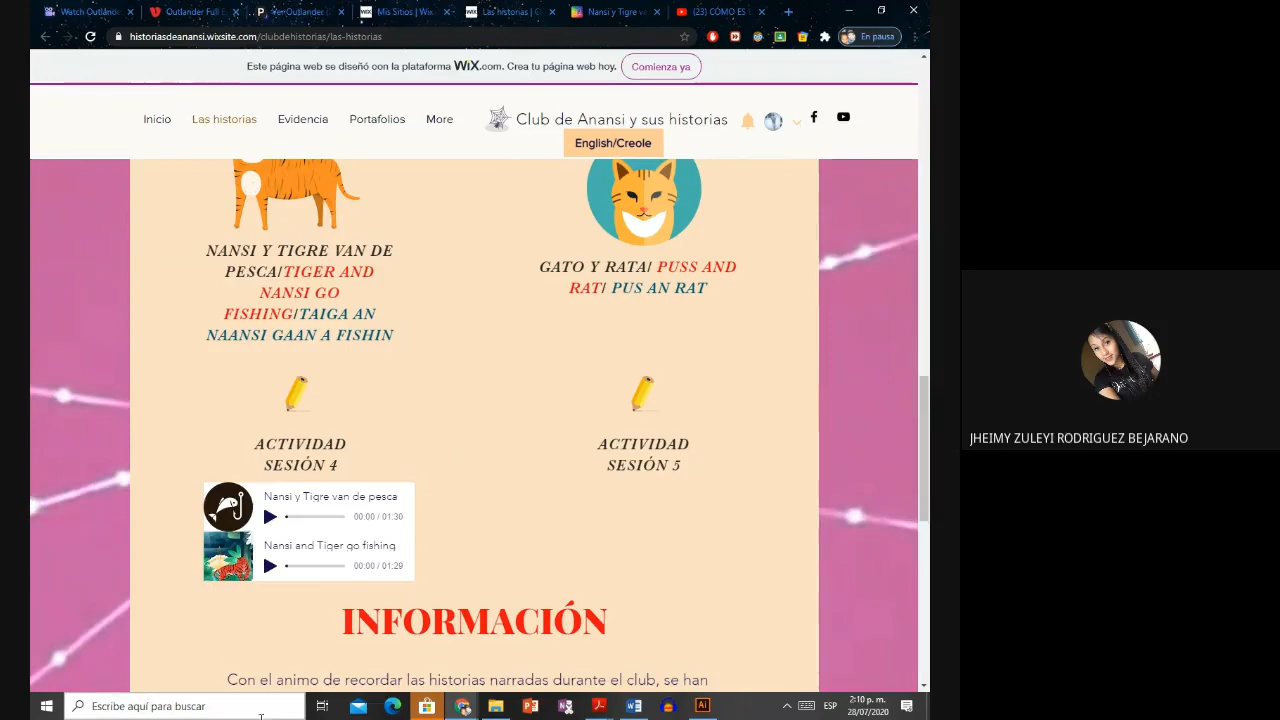 Watch Outlande
Outlander Full E
Ver Outlander (
Mis Sitios | Wix.c
Las historias | C
Nansi y Tigre va
(23) CÓMO ES L
historiasdeanansi.wixsite.com/clubdehistorias/las-historias
En pausa
Este página web se diseñó con la plataforma WiX.com. Crea tu página web hoy.
Comienza ya
Inicio
Las historias
Evidencia
Portafolios
More
Club de Anansi y sus historias
English/Creole
NANSI Y TIGRE VAN DE
PESCA/TIGER AND
NANSI GO
FISHING/TAIGA AN
NAANSI GAAN A FISHIN
GATO Y RATA/ PUSS AND
RAT/ PUS AN RAT
ACTIVIDAD
SESIÓN 4
ACTIVIDAD
SESIÓN 5
Nansi y Tigre van de pesca
00:00 / 01:30
Nansi and Tiger go fishing
00:00 / 01:29
INFORMACIÓN
Con el animo de recordar las historias narradas durante el club, se han
JHEIMY ZULEYI RODRIGUEZ BEJARANO
Escribe aquí para buscar
Ai
ESP
2:10 p. m.
28/07/2020